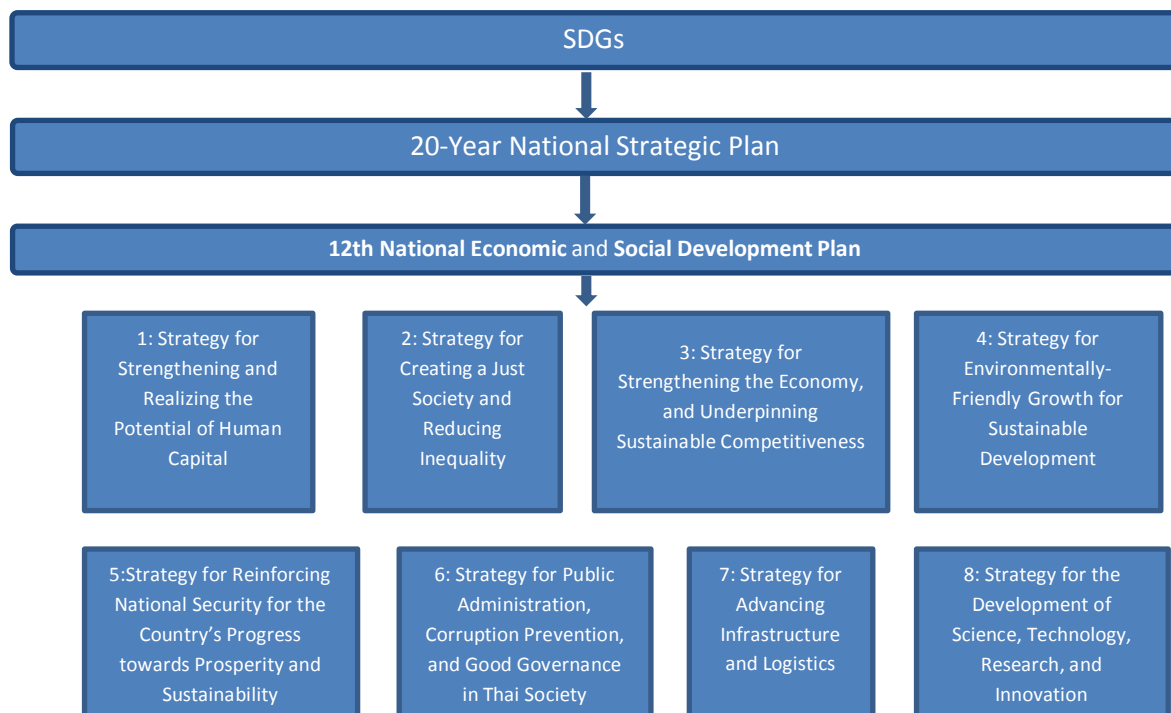 SDGs
20-Year National Strategic Plan
12th National Economic and Social Development Plan
1: Strategy for
Strengthening and
Realizing the
Potential of Human
Capital
2: Strategy for
Creating a Just
Society and
Reducing
Inequality
3: Strategy for
Strengthening the Economy,
and Underpinning
Sustainable Competitiveness
4: Strategy for
Environmentally-
Friendly Growth for
Sustainable
Development
5:Strategy for Reinforcing
National Security for the
Country’s Progress
towards Prosperity and
Sustainability
6: Strategy for Public
Administration,
Corruption Prevention,
and Good Governance
in Thai Society
7: Strategy for
Advancing
Infrastructure
and Logistics
8: Strategy for the
Development of
Science, Technology,
Research, and
Innovation